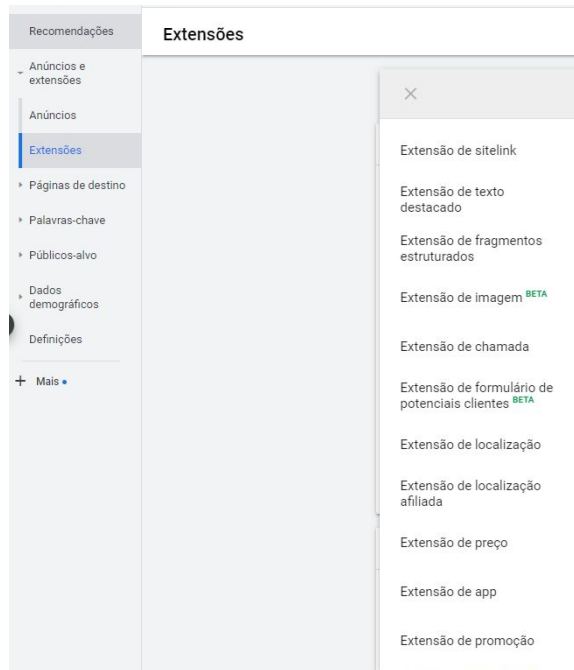 Recomendações
Anúncios e
extensões
Anúncios
Extensões
Páginas de destino
Palavras-chave
Públicos-alvo
Dados
demográficos
Definições
+ Mais
Extensões
Extensão de sitelink
Extensão de texto
destacado
Extensão de fragmentos
estruturados
Extensão de imagem BETA
Extensão de chamada
Extensão de formulário de
potenciais clientes BETA
Extensão de localização
Extensão de localização
afiliada
Extensão de preço
Extensão de app
Extensão de promoção